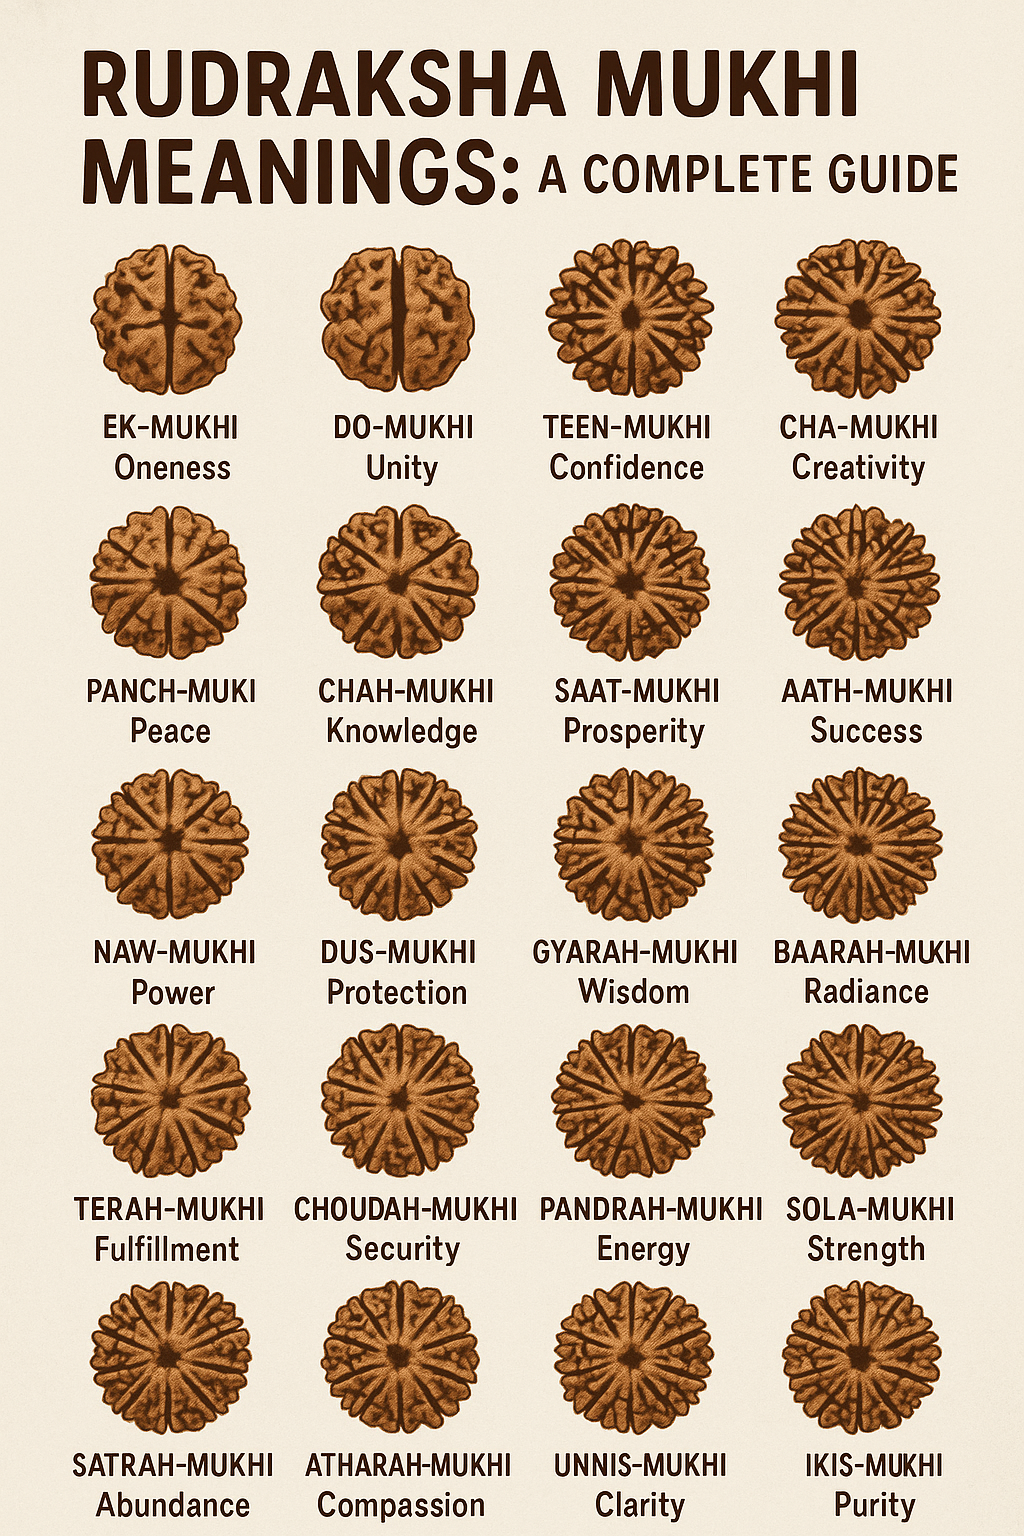 RUDRAKSHA MUKHI
MEANINGS: A COMPLETE GUIDE
EK-MUKHI
Oneness
DO-MUKHI
Unity
TEEN-MUKHI
Confidence
CHA-MUKHI
Creativity
PANCH-MUKI
Peace
CHAH-MUKHI
Knowledge
SAAT-MUKHI
Prosperity
AATH-MUKHI
Success
NAW-MUKHI
Power
DUS-MUKHI
Protection
GYARAH-MUKHI
Wisdom
BAARAH-MUKHI
Radiance
TERAH-MUKHI
Fulfillment
CHOUDAH-MUKHI
Security
PANDRAH-MUKHI
Energy
SOLA-MUKHI
Strength
SATRAH-MUKHI
Abundance
ATHARAH-MUKHI
Compassion
UNNIS-MUKHI
Clarity
IKIS-MUKHI
Purity